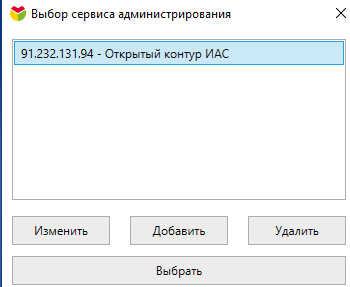 Выбор сервиса администрирования
91.232.131.94 - Открытый контур ИАС
Изменить
Добавить
Удалить
Выбрать